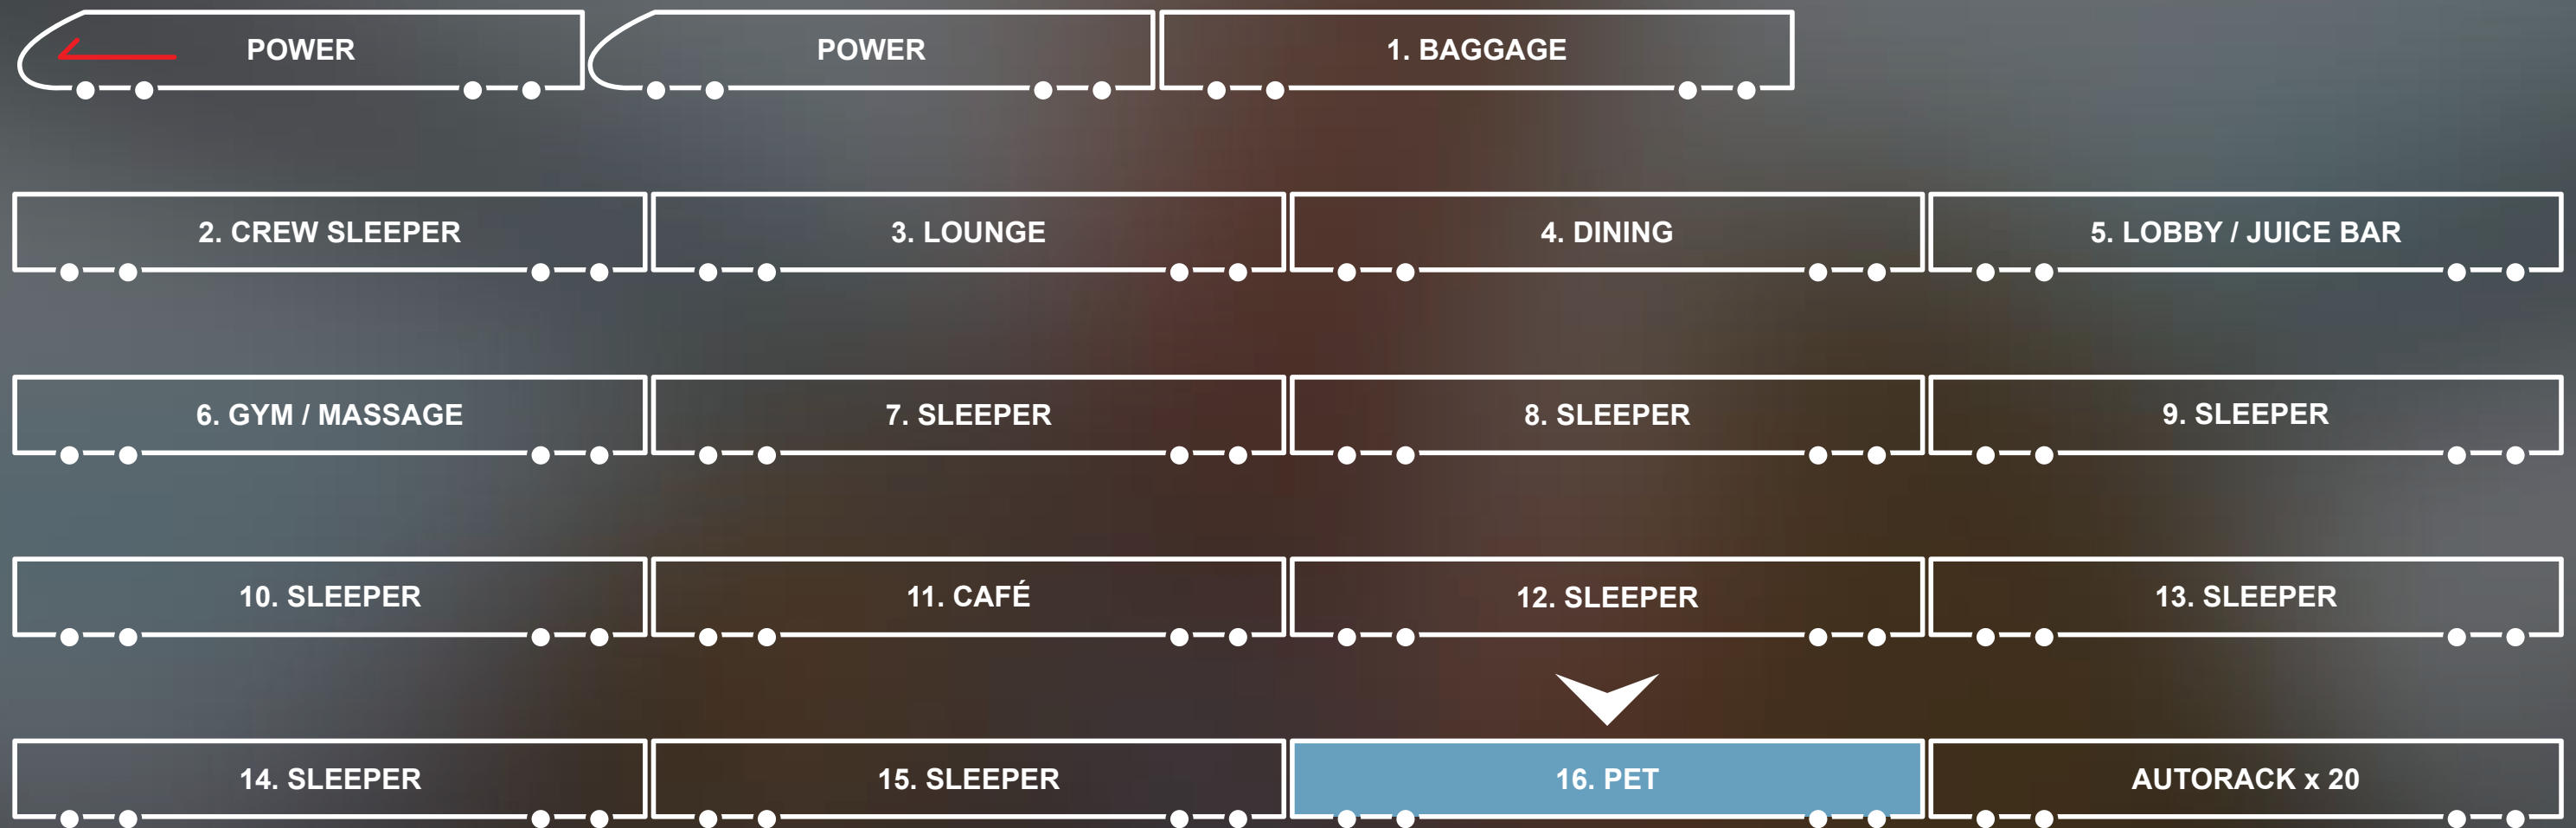 POWER
POWER
1. BAGGAGE
2. CREW SLEEPER
3. LOUNGE
4. DINING
5. LOBBY / JUICE BAR
6. GYM / MASSAGE
7. SLEEPER
8. SLEEPER
9. SLEEPER
10. SLEEPER
11. CAFÉ
12. SLEEPER
13. SLEEPER
14. SLEEPER
15. SLEEPER
16. PET
AUTORACK x 20